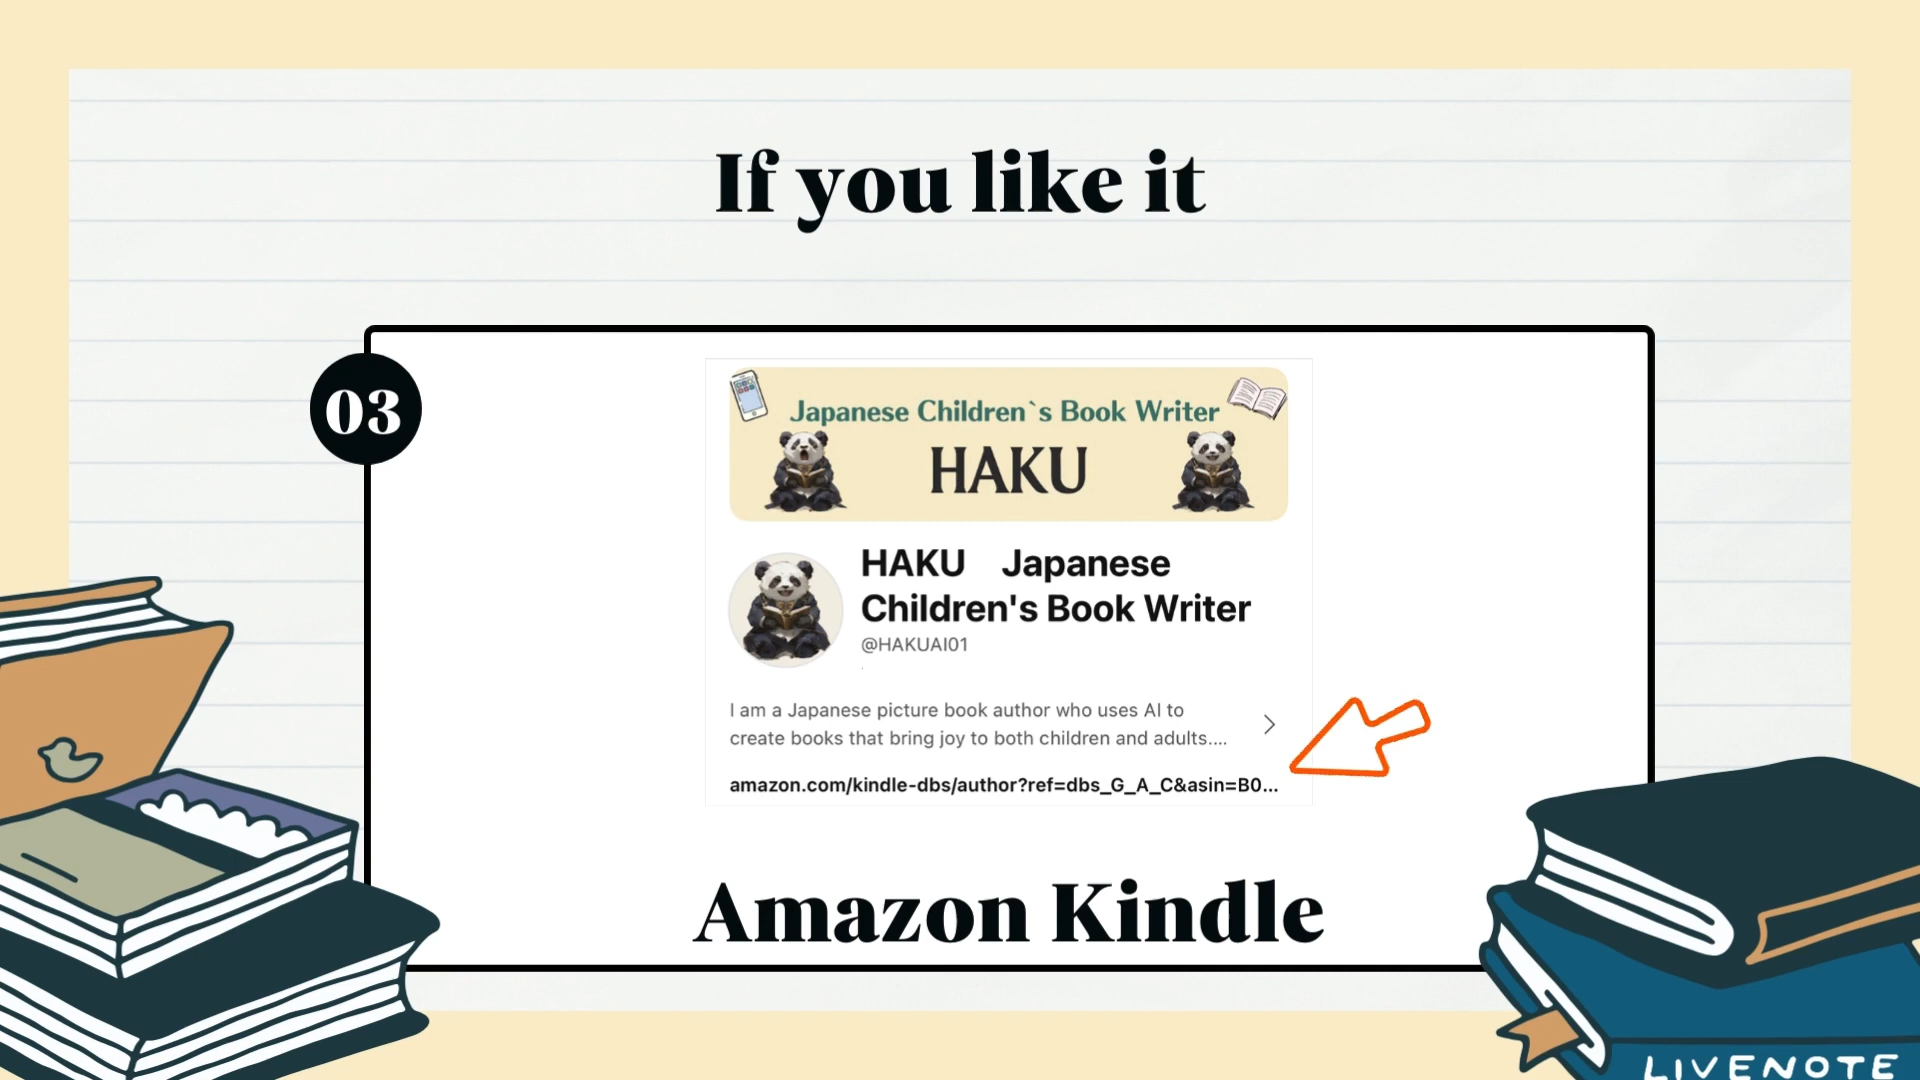 If you like it
03
Japanese Children`s Book Writer
HAKU
HAKU　Japanese
Children's Book Writer
@HAKUAI01
I am a Japanese picture book author who uses AI to
create books that bring joy to both children and adults....
amazon.com/kindle-dbs/author?ref=dbs_G_A_C&asin=B0...
Amazon Kindle
LIVENOTE